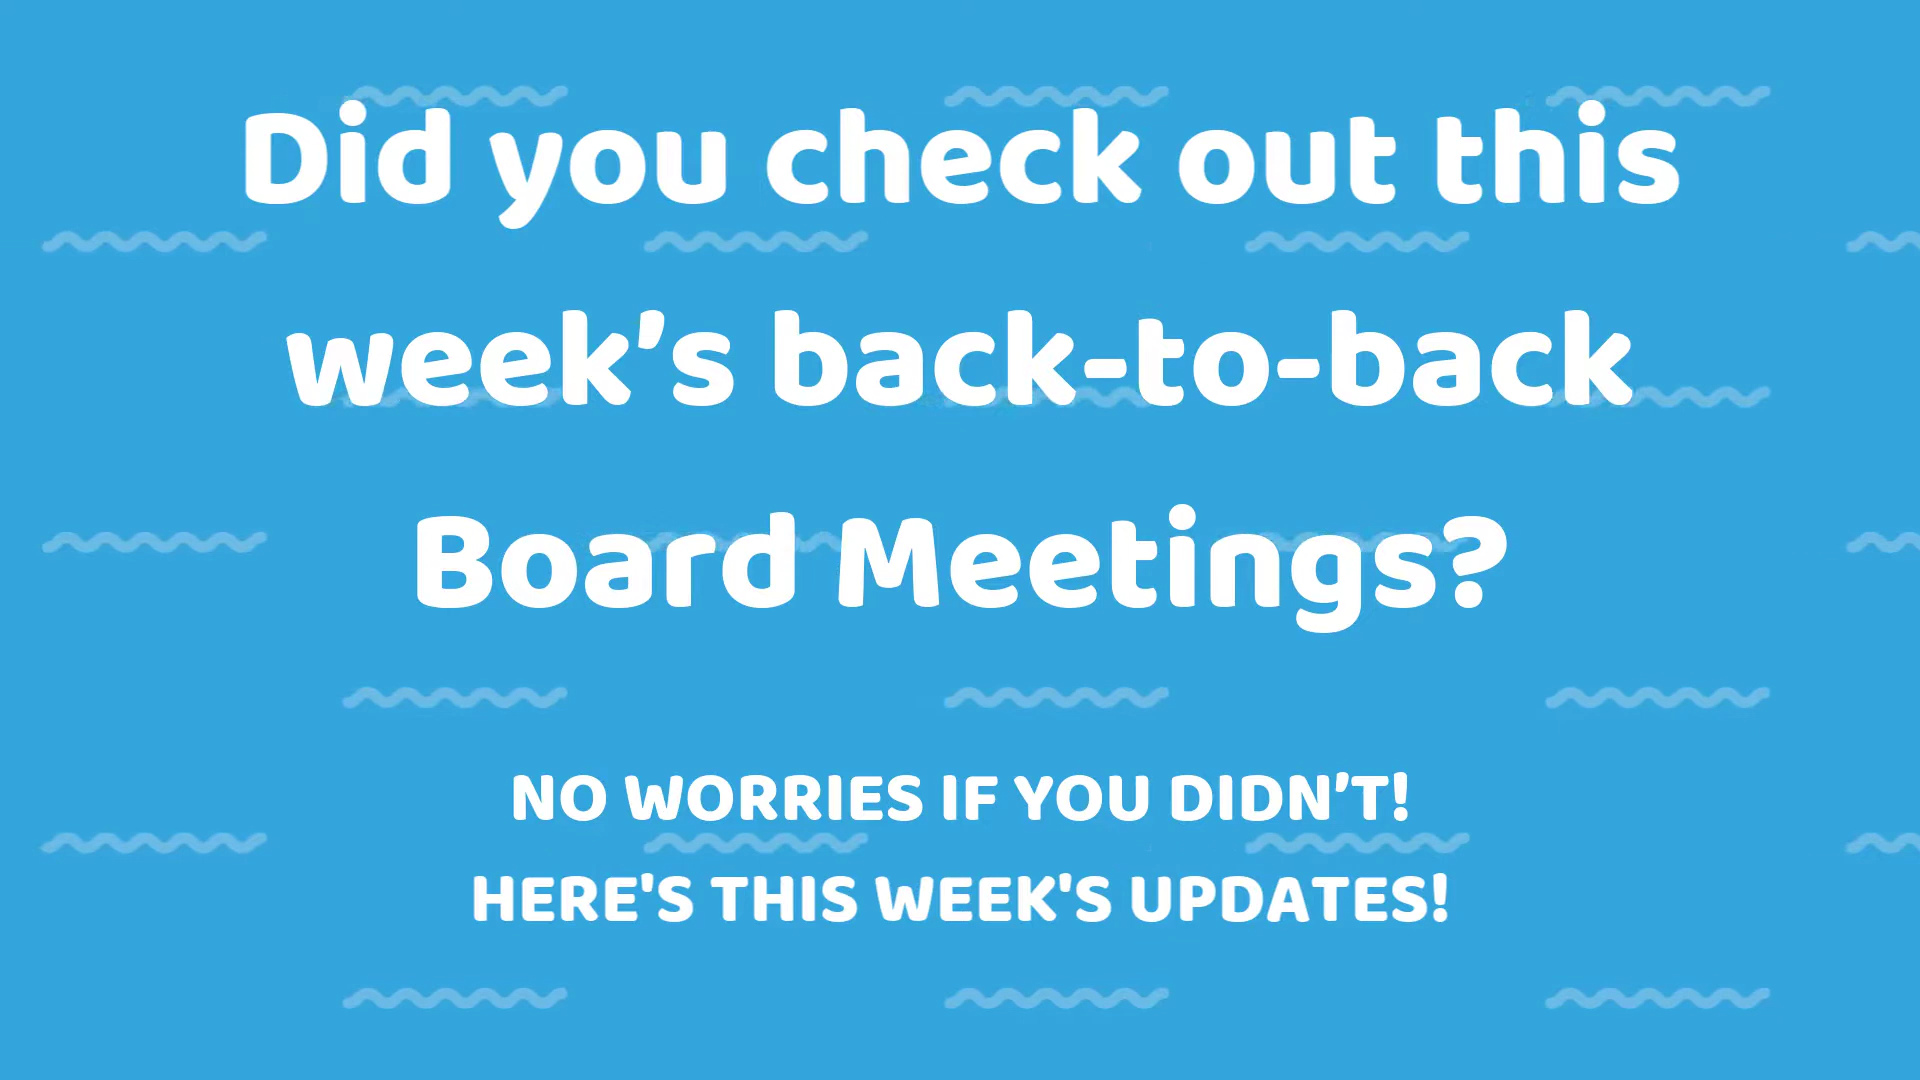 Did you check out this
week’s back-to-back
Board Meetings?
NO WORRIES IF YOU DIDN’T!
HERE'S THIS WEEK'S UPDATES!